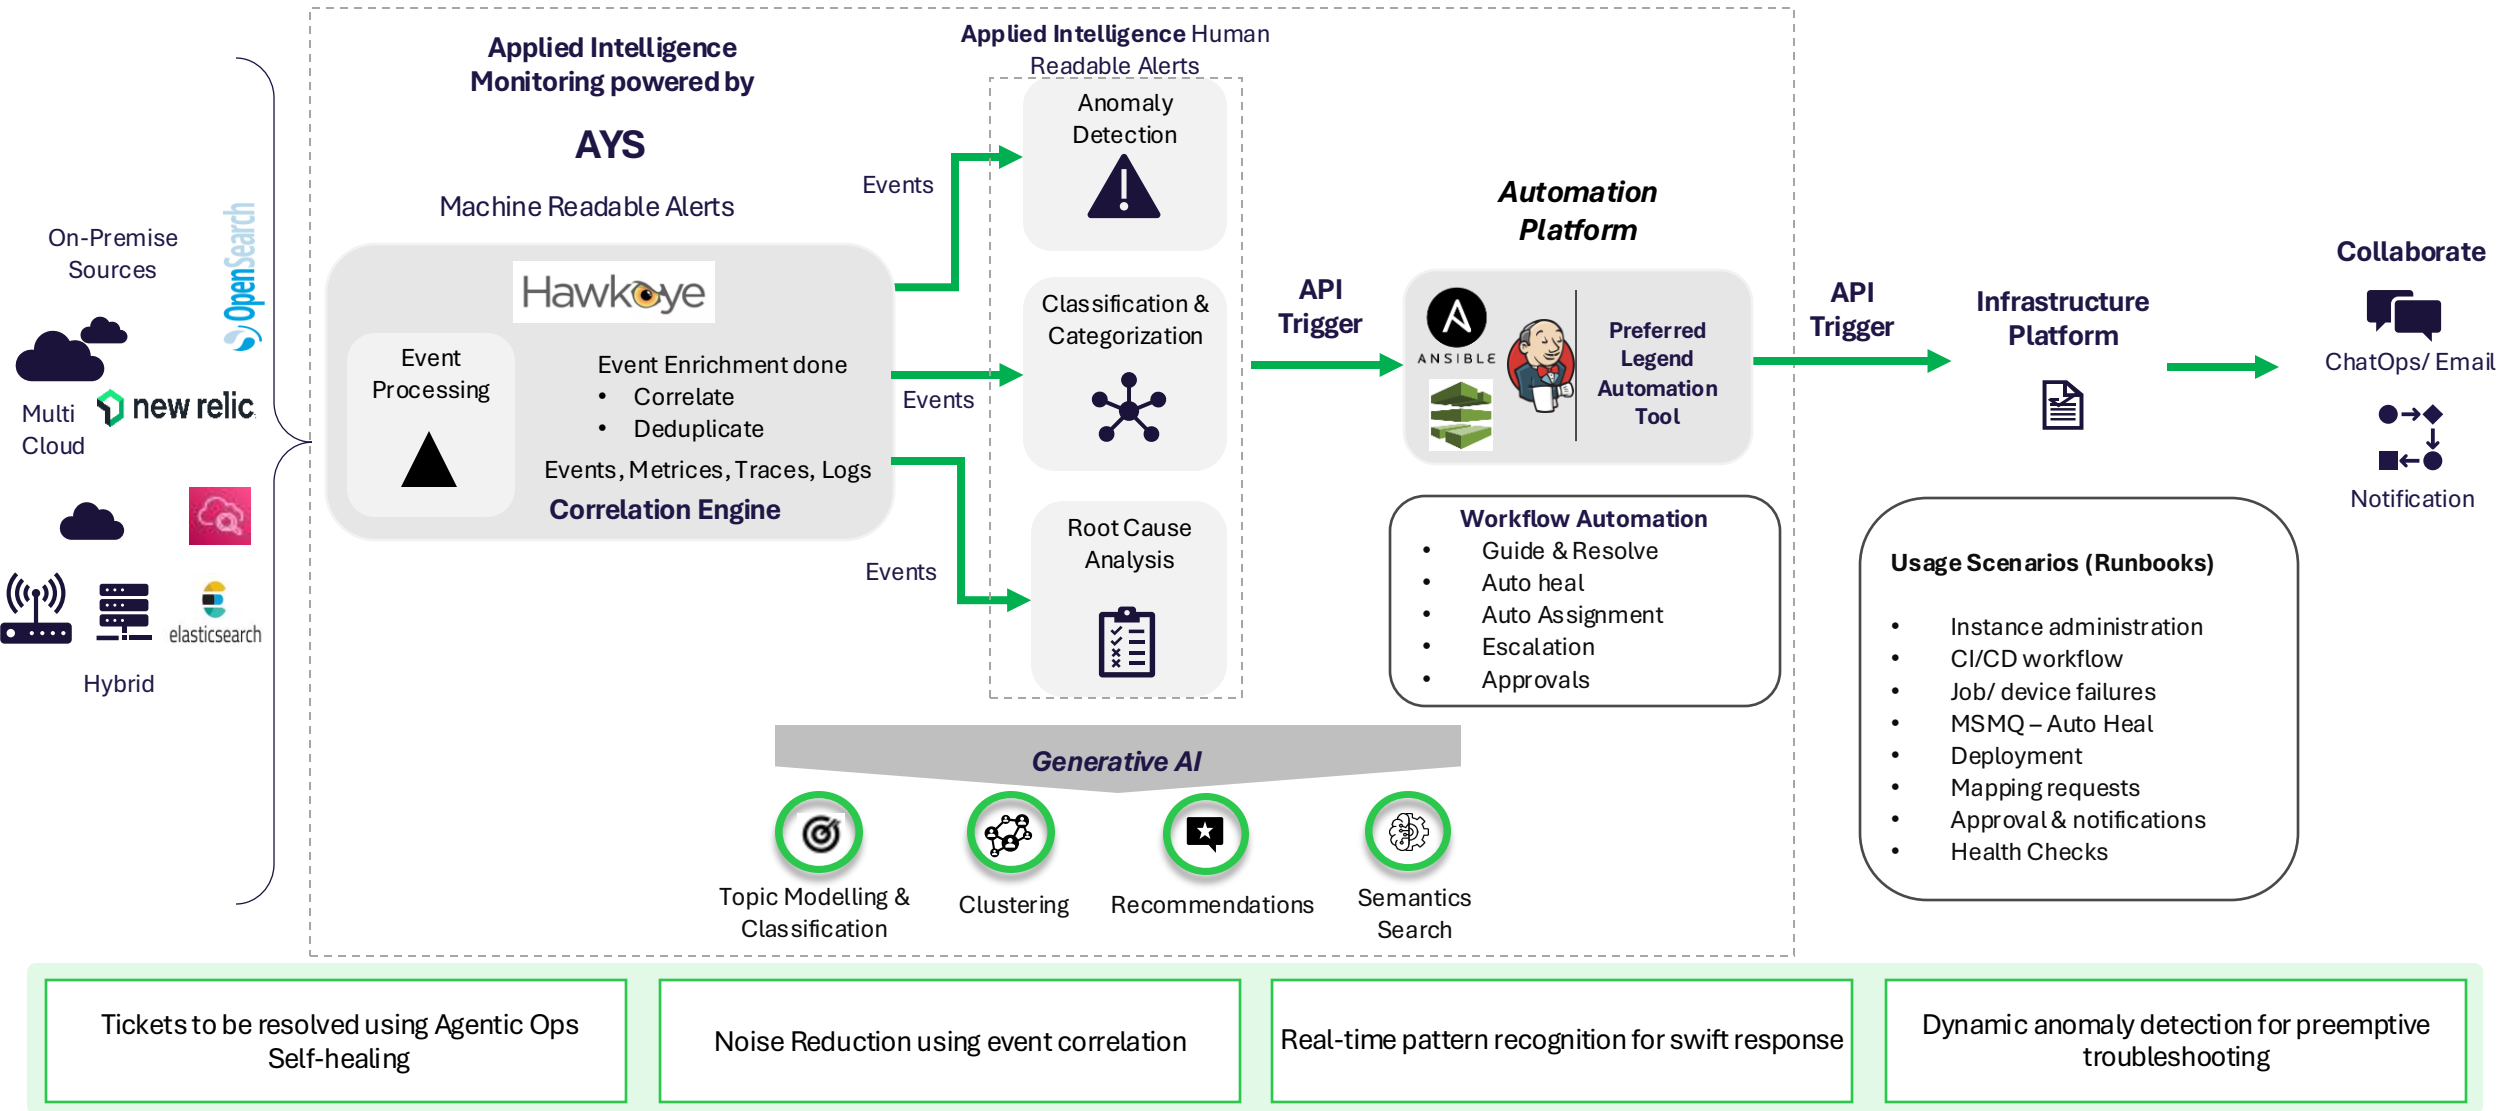 On-Premise
Sources
OpenSearch
Multi
Cloud
new relic
elasticsearch
Hybrid
Applied Intelligence
Monitoring powered by
AYS
Machine Readable Alerts
Hawkeye
Event
Processing
Event Enrichment done
• Correlate
• Deduplicate
Events, Metrices, Traces, Logs
Correlation Engine
Events
Events
Events
Applied Intelligence Human
Readable Alerts
Anomaly
Detection
Classification &
Categorization
Root Cause
Analysis
API
Trigger
Automation
Platform
ANSIBLE
Preferred
Legend
Automation
Tool
Workflow Automation
• Guide & Resolve
• Auto heal
• Auto Assignment
• Escalation
• Approvals
API
Trigger
Infrastructure
Platform
Usage Scenarios (Runbooks)
• Instance administration
• CI/CD workflow
• Job/ device failures
• MSMQ – Auto Heal
• Deployment
• Mapping requests
• Approval & notifications
• Health Checks
Collaborate
ChatOps/ Email
Notification
Generative AI
Topic Modelling &
Classification
Clustering
Recommendations
Semantics
Search
Tickets to be resolved using Agentic Ops
Self-healing
Noise Reduction using event correlation
Real-time pattern recognition for swift response
Dynamic anomaly detection for preemptive
troubleshooting